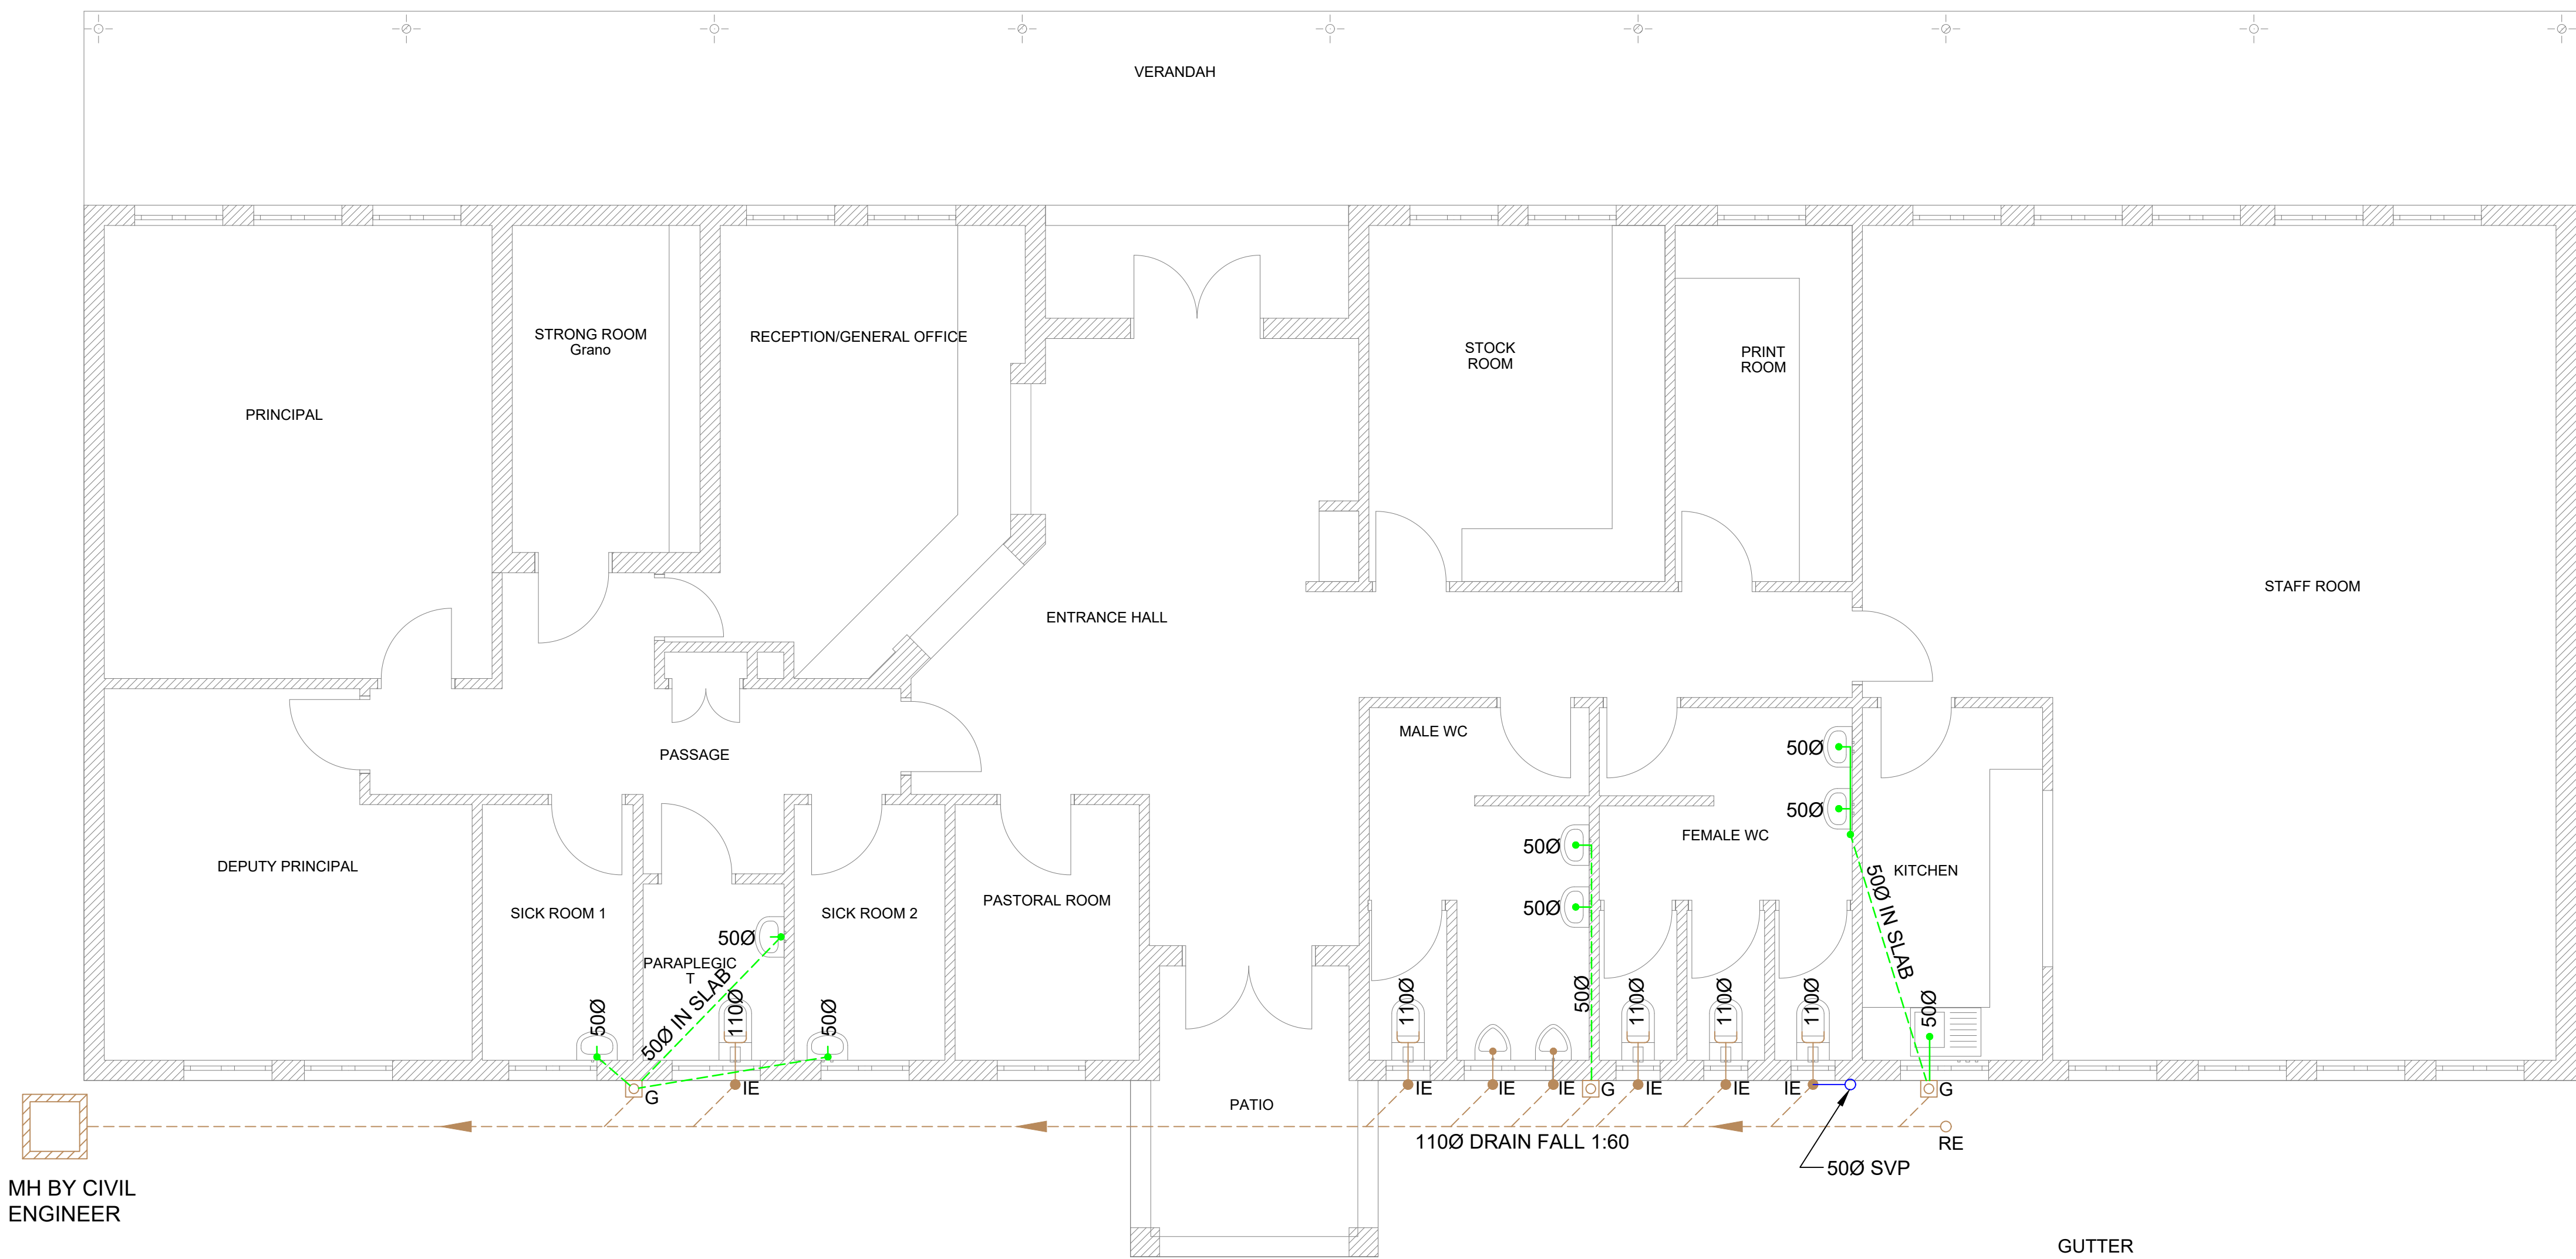 VERANDAH
STRONG ROOM
Grano
RECEPTION/GENERAL OFFICE
STOCK
ROOM
PRINT
ROOM
PRINCIPAL
STAFF ROOM
ENTRANCE HALL
MALE WC
PASSAGE
50Ø
50Ø
FEMALE WC
50Ø
DEPUTY PRINCIPAL
KITCHEN
PASTORAL ROOM
50Ø
SICK ROOM 1
SICK ROOM 2
50Ø IN SLAB
50Ø
PARAPLEGIC
T
50Ø IN SLAB
50Ø
110Ø
50Ø
110Ø
50Ø
110Ø
110Ø
110Ø
50Ø
G
IE
IE
IE
IE
G
IE
IE
IE
G
PATIO
110Ø DRAIN FALL 1:60
RE
50Ø SVP
MH BY CIVIL
ENGINEER
GUTTER